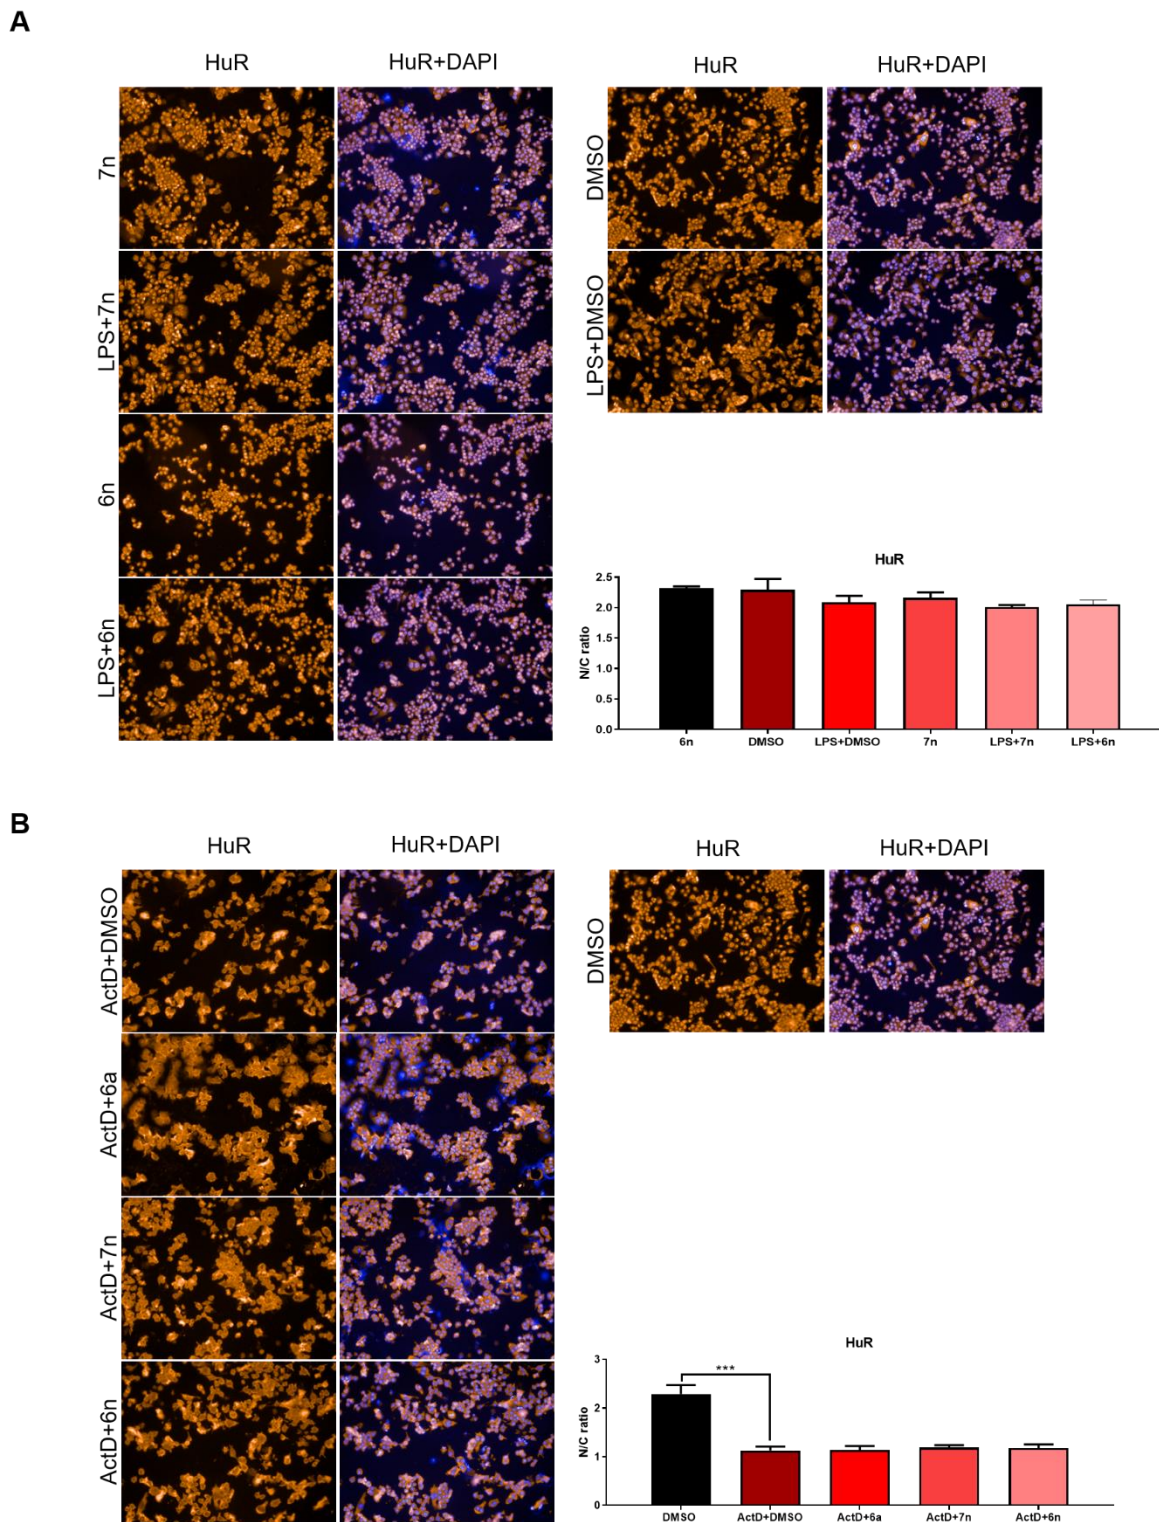 A
HuR HuR+DAPI HuR HuR+DAPI
7n
DMSO
LPS+7n
LPS+DMSO
6n
LPS+6n
HuR
2.5
2.0
1.5
1.0
0.5
0.0
N/C ratio
6n DMSO LPS+DMSO 7n LPS+7n LPS+6n
B
HuR HuR+DAPI HuR HuR+DAPI
ActD+DMSO
DMSO
ActD+6a
ActD+7n
ActD+6n
HuR
3
2
1
0
N/C ratio
***
DMSO ActD+DMSO ActD+6a ActD+7n ActD+6n